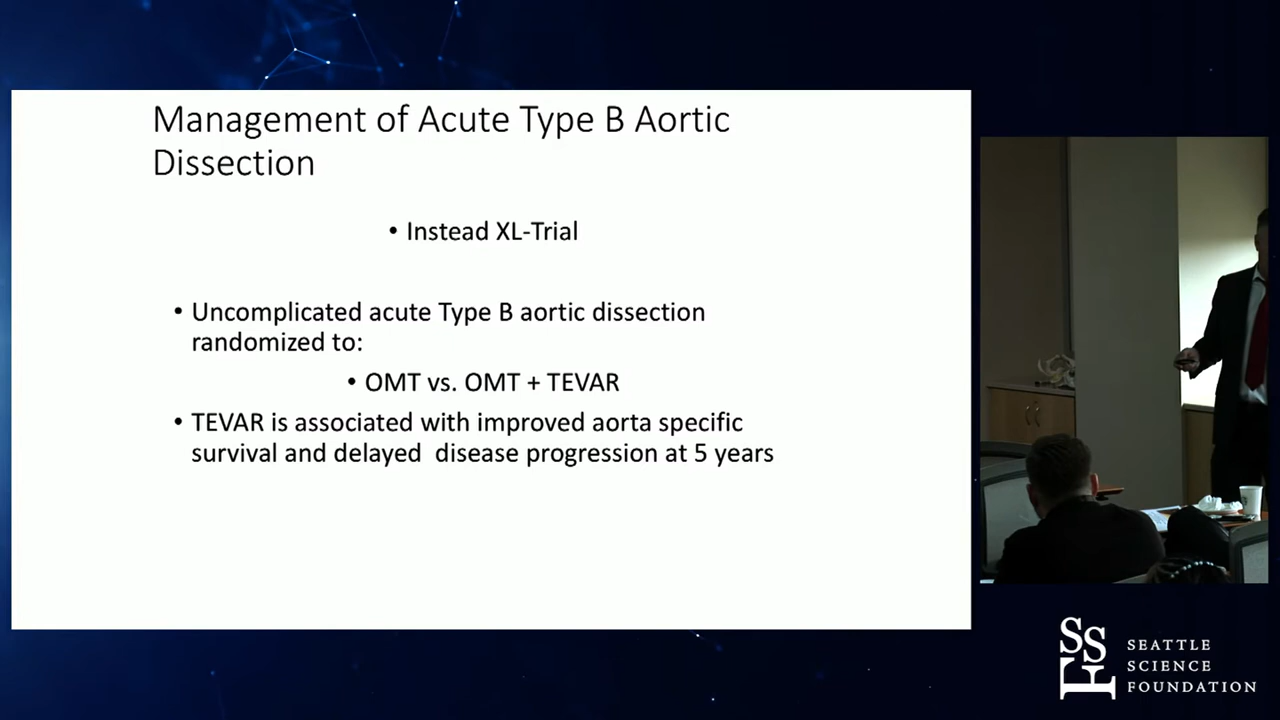 Management of Acute Type B Aortic
Dissection
• Instead XL-Trial
• Uncomplicated acute Type B aortic dissection
randomized to:
• OMT vs. OMT + TEVAR
• TEVAR is associated with improved aorta specific
survival and delayed  disease progression at 5 years
SSF
SEATTLE
SCIENCE
FOUNDATION